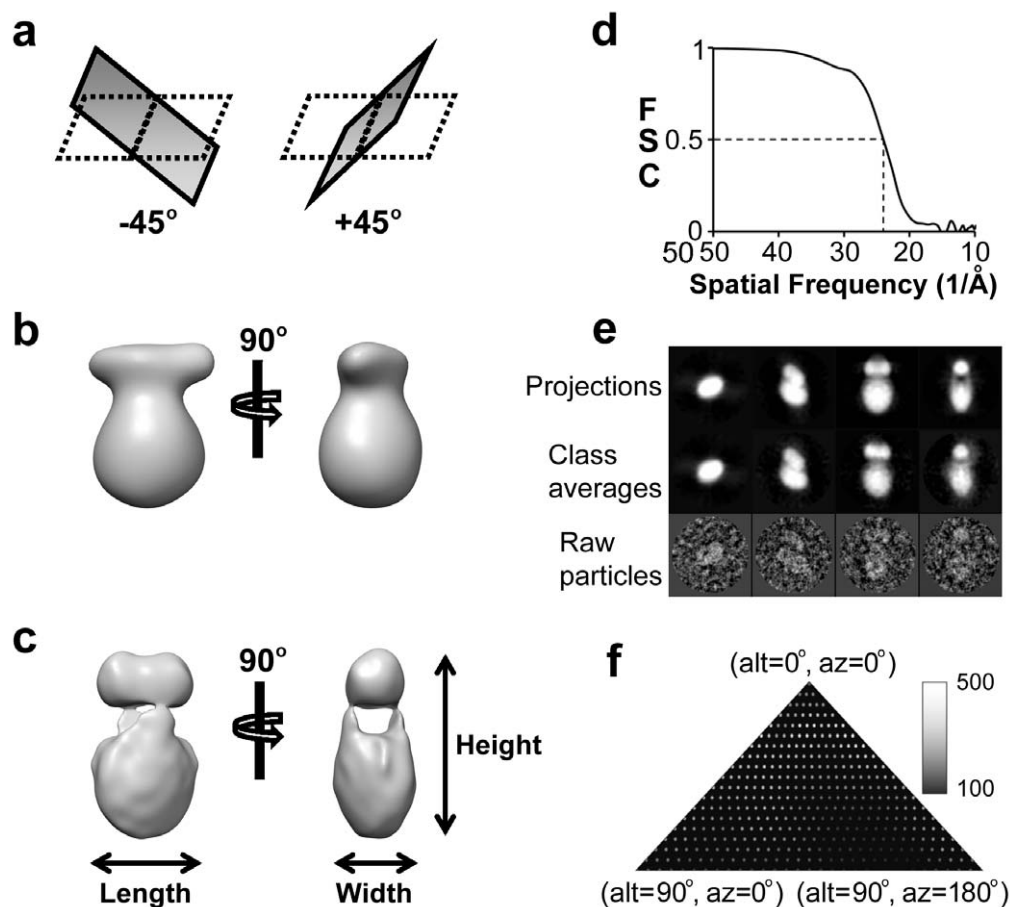 a
-45°
+45°
b
90°
c
90°
Height
Length
Width
d
1
F
S
C
0.5
0
50 50 40 30 20 10
Spatial Frequency (1/Å)
e
Projections
Class
averages
Raw
particles
f
(alt=0°, az=0°)
500
100
(alt=90°, az=0°) (alt=90°, az=180°)